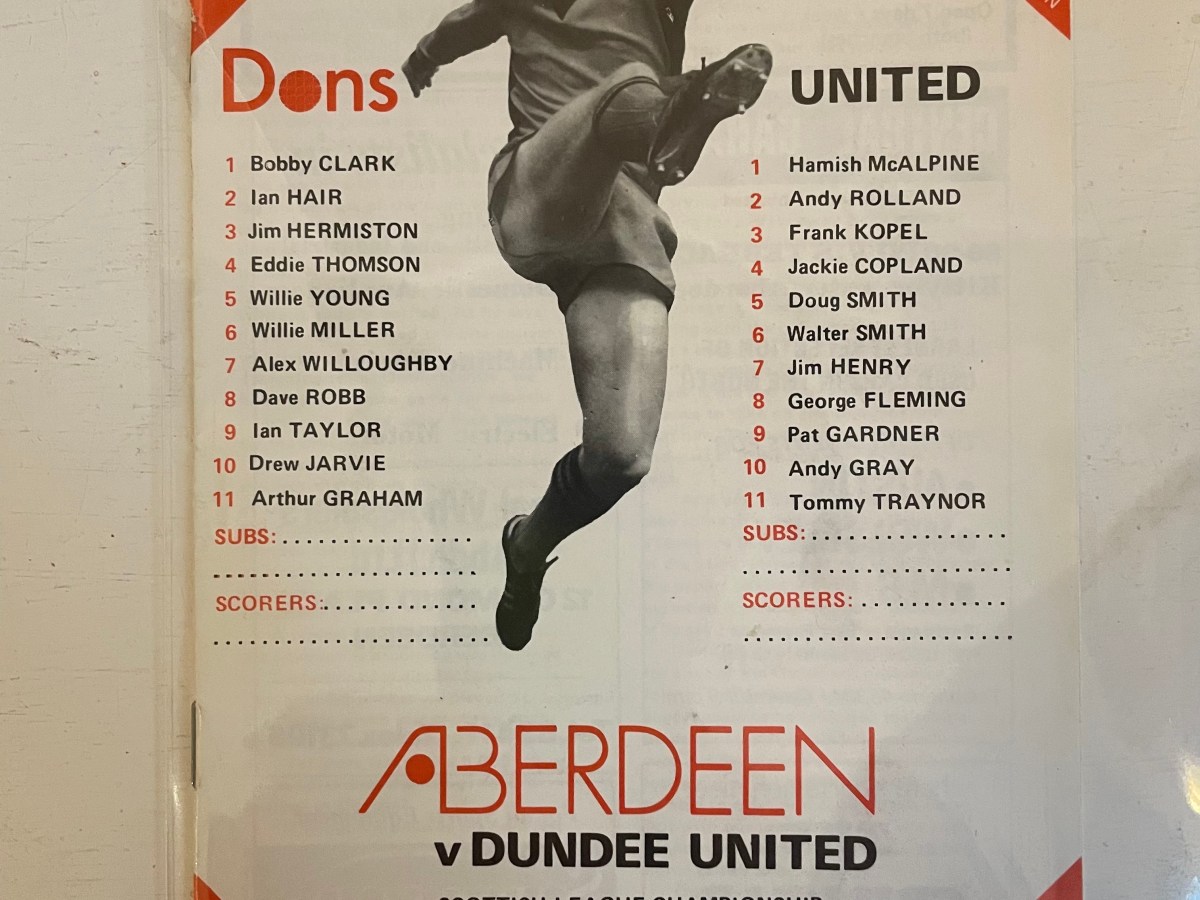 Dons
1 Bobby CLARK
2 Ian HAIR
3 Jim HERMISTON
4 Eddie THOMSON
5 Willie YOUNG
6 Willie MILLER
7 Alex WILLOUGHBY
8 Dave ROBB
9 Ian TAYLOR
10 Drew JARVIE
11 Arthur GRAHAM
SUBS:
SCORERS:
UNITED
1 Hamish McALPINE
2 Andy ROLLAND
3 Frank KOPEL
4 Jackie COPLAND
5 Doug SMITH
6 Walter SMITH
7 Jim HENRY
8 George FLEMING
9 Pat GARDNER
10 Andy GRAY
11 Tommy TRAYNOR
SUBS:
SCORERS:
ABERDEEN
v DUNDEE UNITED
SCOTTISH LEAGUE CHAMPIONSHIP